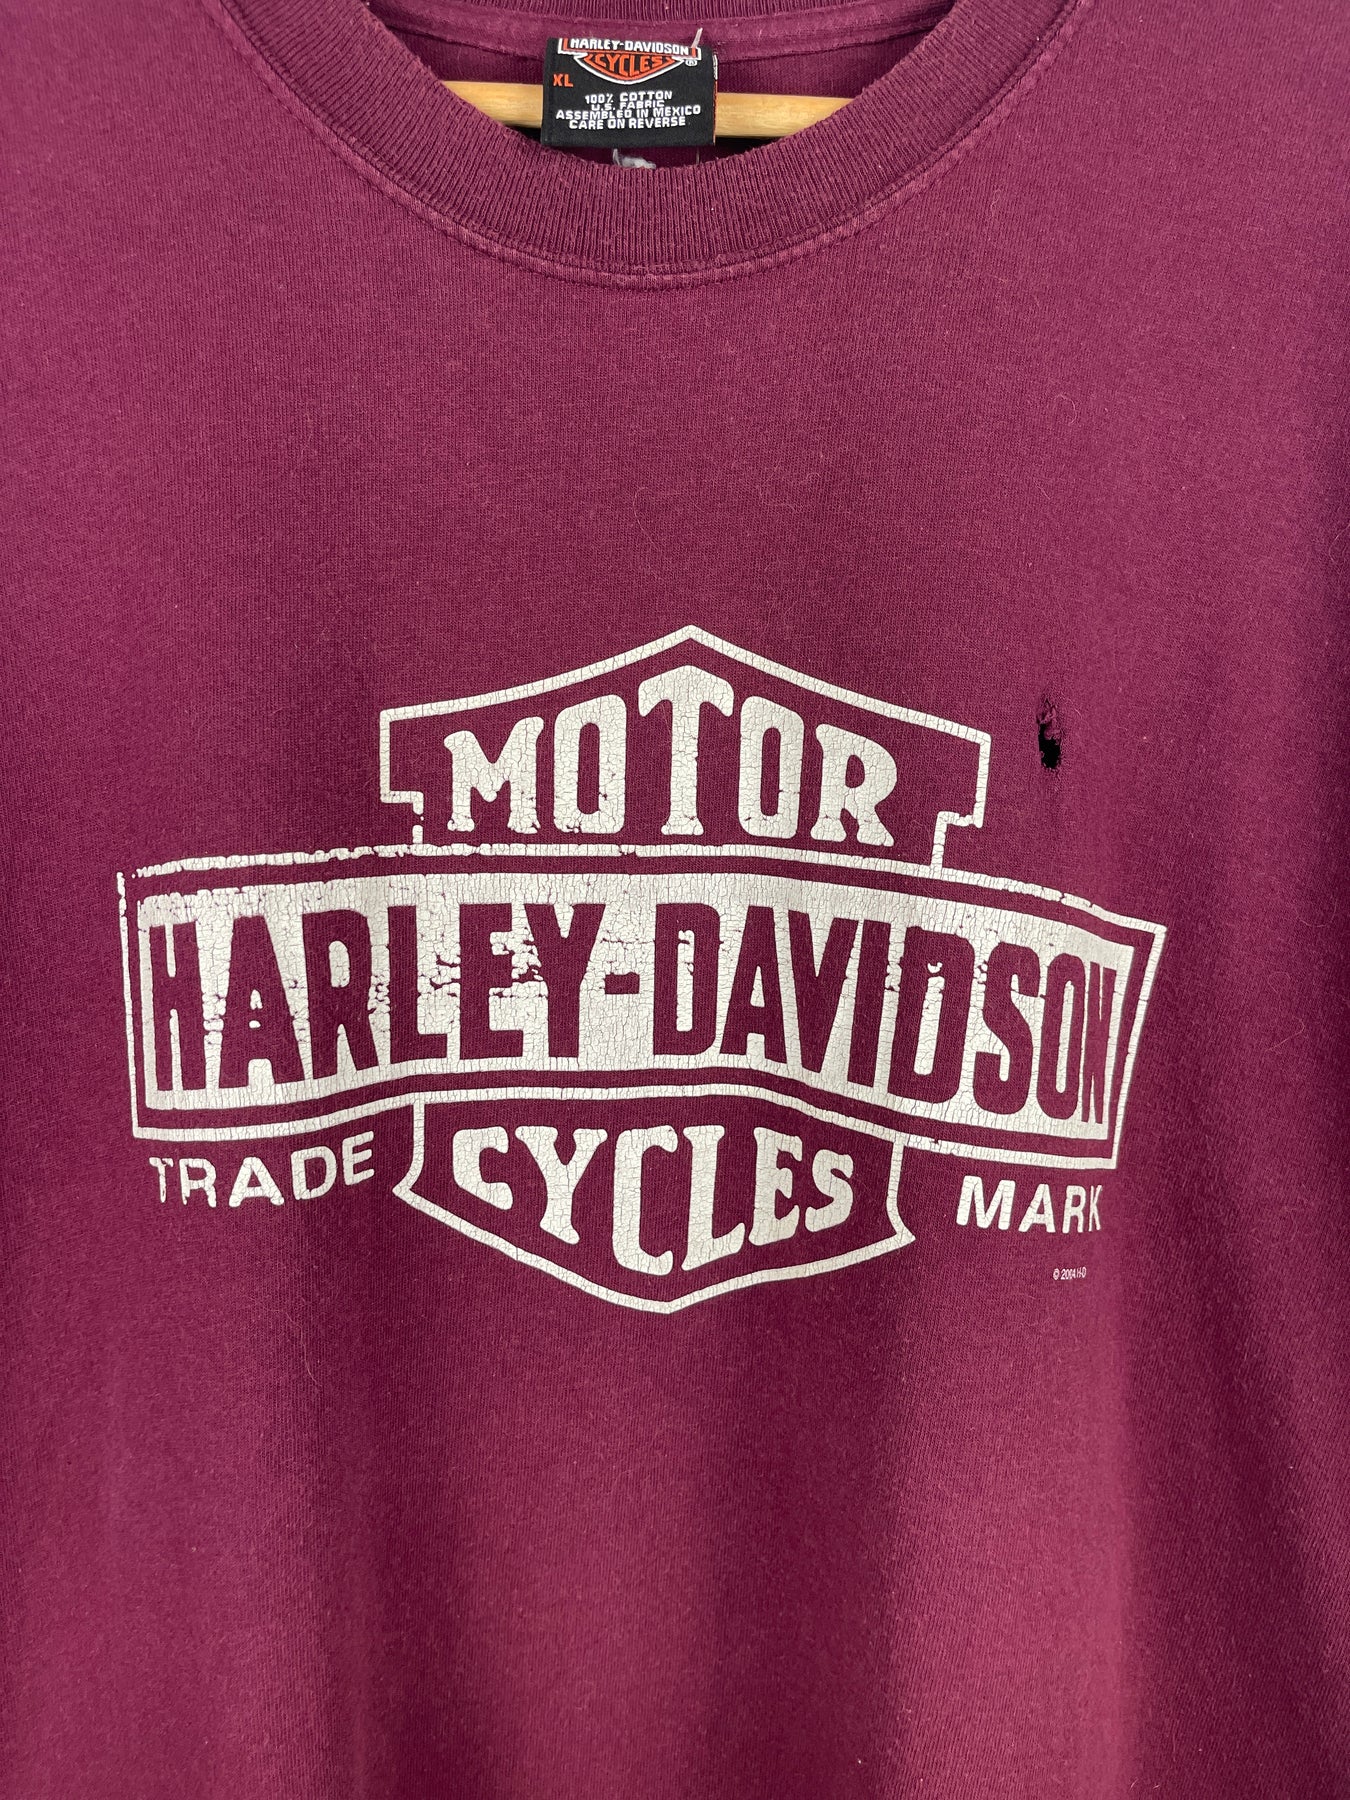 HARLEY-DAVIDSON
CYCLES ®
XL
100% COTTON
U.S. FABRIC
ASSEMBLED IN MEXICO
CARE ON REVERSE
MOTOR
HARLEY-DAVIDSON
CYCLES
TRADE MARK
© 2004 H-D